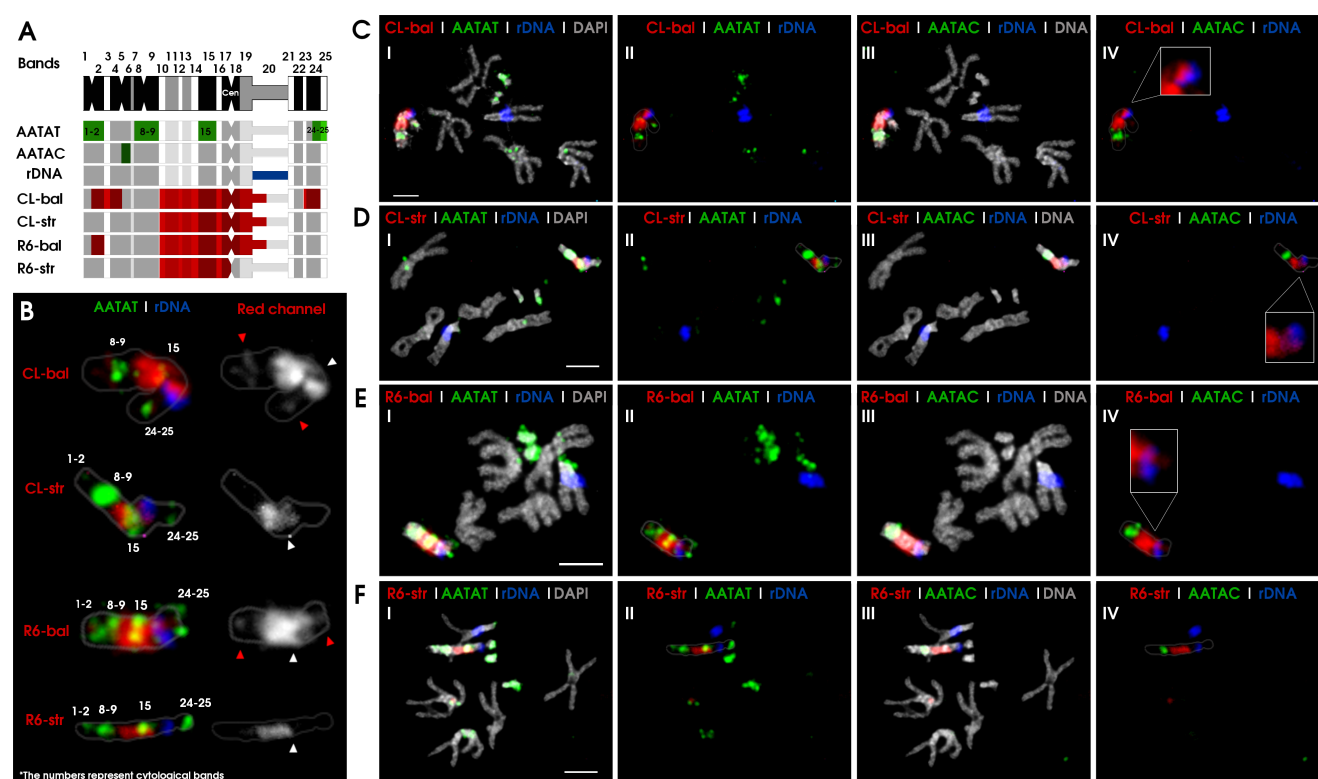 A
Bands
1 3 5 7 9 1113 15 17 19 21 23 25
2 4 6 8 10 12 14 16 18 20 22 24
Cen
AATAT 1-2 8-9 15 24-25
AATAC
rDNA
CL-bal
CL-str
R6-bal
R6-str
B
AATAT | rDNA Red channel
CL-bal
8-9 15
24-25
CL-str
1-2
8-9
15
24-25
R6-bal
1-2 8-9 15 24-25
R6-str
1-2 8-9 15 24-25
*The numbers represent cytological bands
C
CL-bal | AATAT | rDNA | DAPI
I
CL-bal | AATAT | rDNA
II
CL-bal | AATAC | rDNA | DNA
III
CL-bal | AATAC | rDNA
IV
D
CL-str | AATAT | rDNA | DAPI
I
CL-str | AATAT | rDNA
II
CL-str | AATAC | rDNA | DNA
III
CL-str | AATAC | rDNA
IV
E
R6-bal | AATAT | rDNA | DAPI
I
R6-bal | AATAT | rDNA
II
R6-bal | AATAC | rDNA | DNA
III
R6-bal | AATAC | rDNA
IV
F
R6-str | AATAT | rDNA | DAPI
I
R6-str | AATAT | rDNA
II
R6-str | AATAC | rDNA | DNA
III
R6-str | AATAC | rDNA
IV